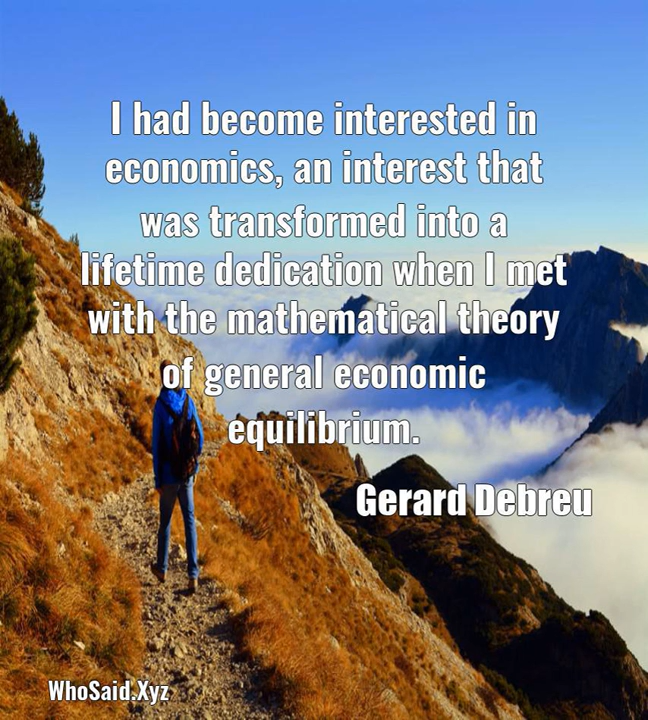 I had become interested in
economics, an interest that
was transformed into a
lifetime dedication when I met
with the mathematical theory
of general economic
equilibrium.
Gerard Debreu
WhoSaid.Xyz